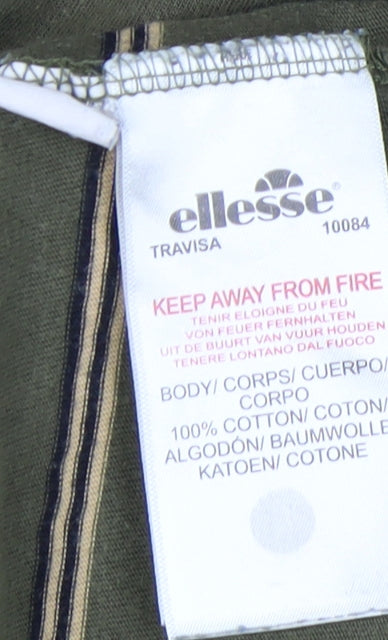 ellesse®
TRAVISA 10084
KEEP AWAY FROM FIRE
TENIR ELOIGNE DU FEU
VON FEUER FERNHALTEN
UIT DE BUURT VAN VUUR HOUDEN
TENERE LONTANO DAL FUOCO
BODY/ CORPS/ CUERPO/
CORPO
100% COTTON/ COTON/
ALGODÓN/ BAUMWOLLE
KATOEN/ COTONE